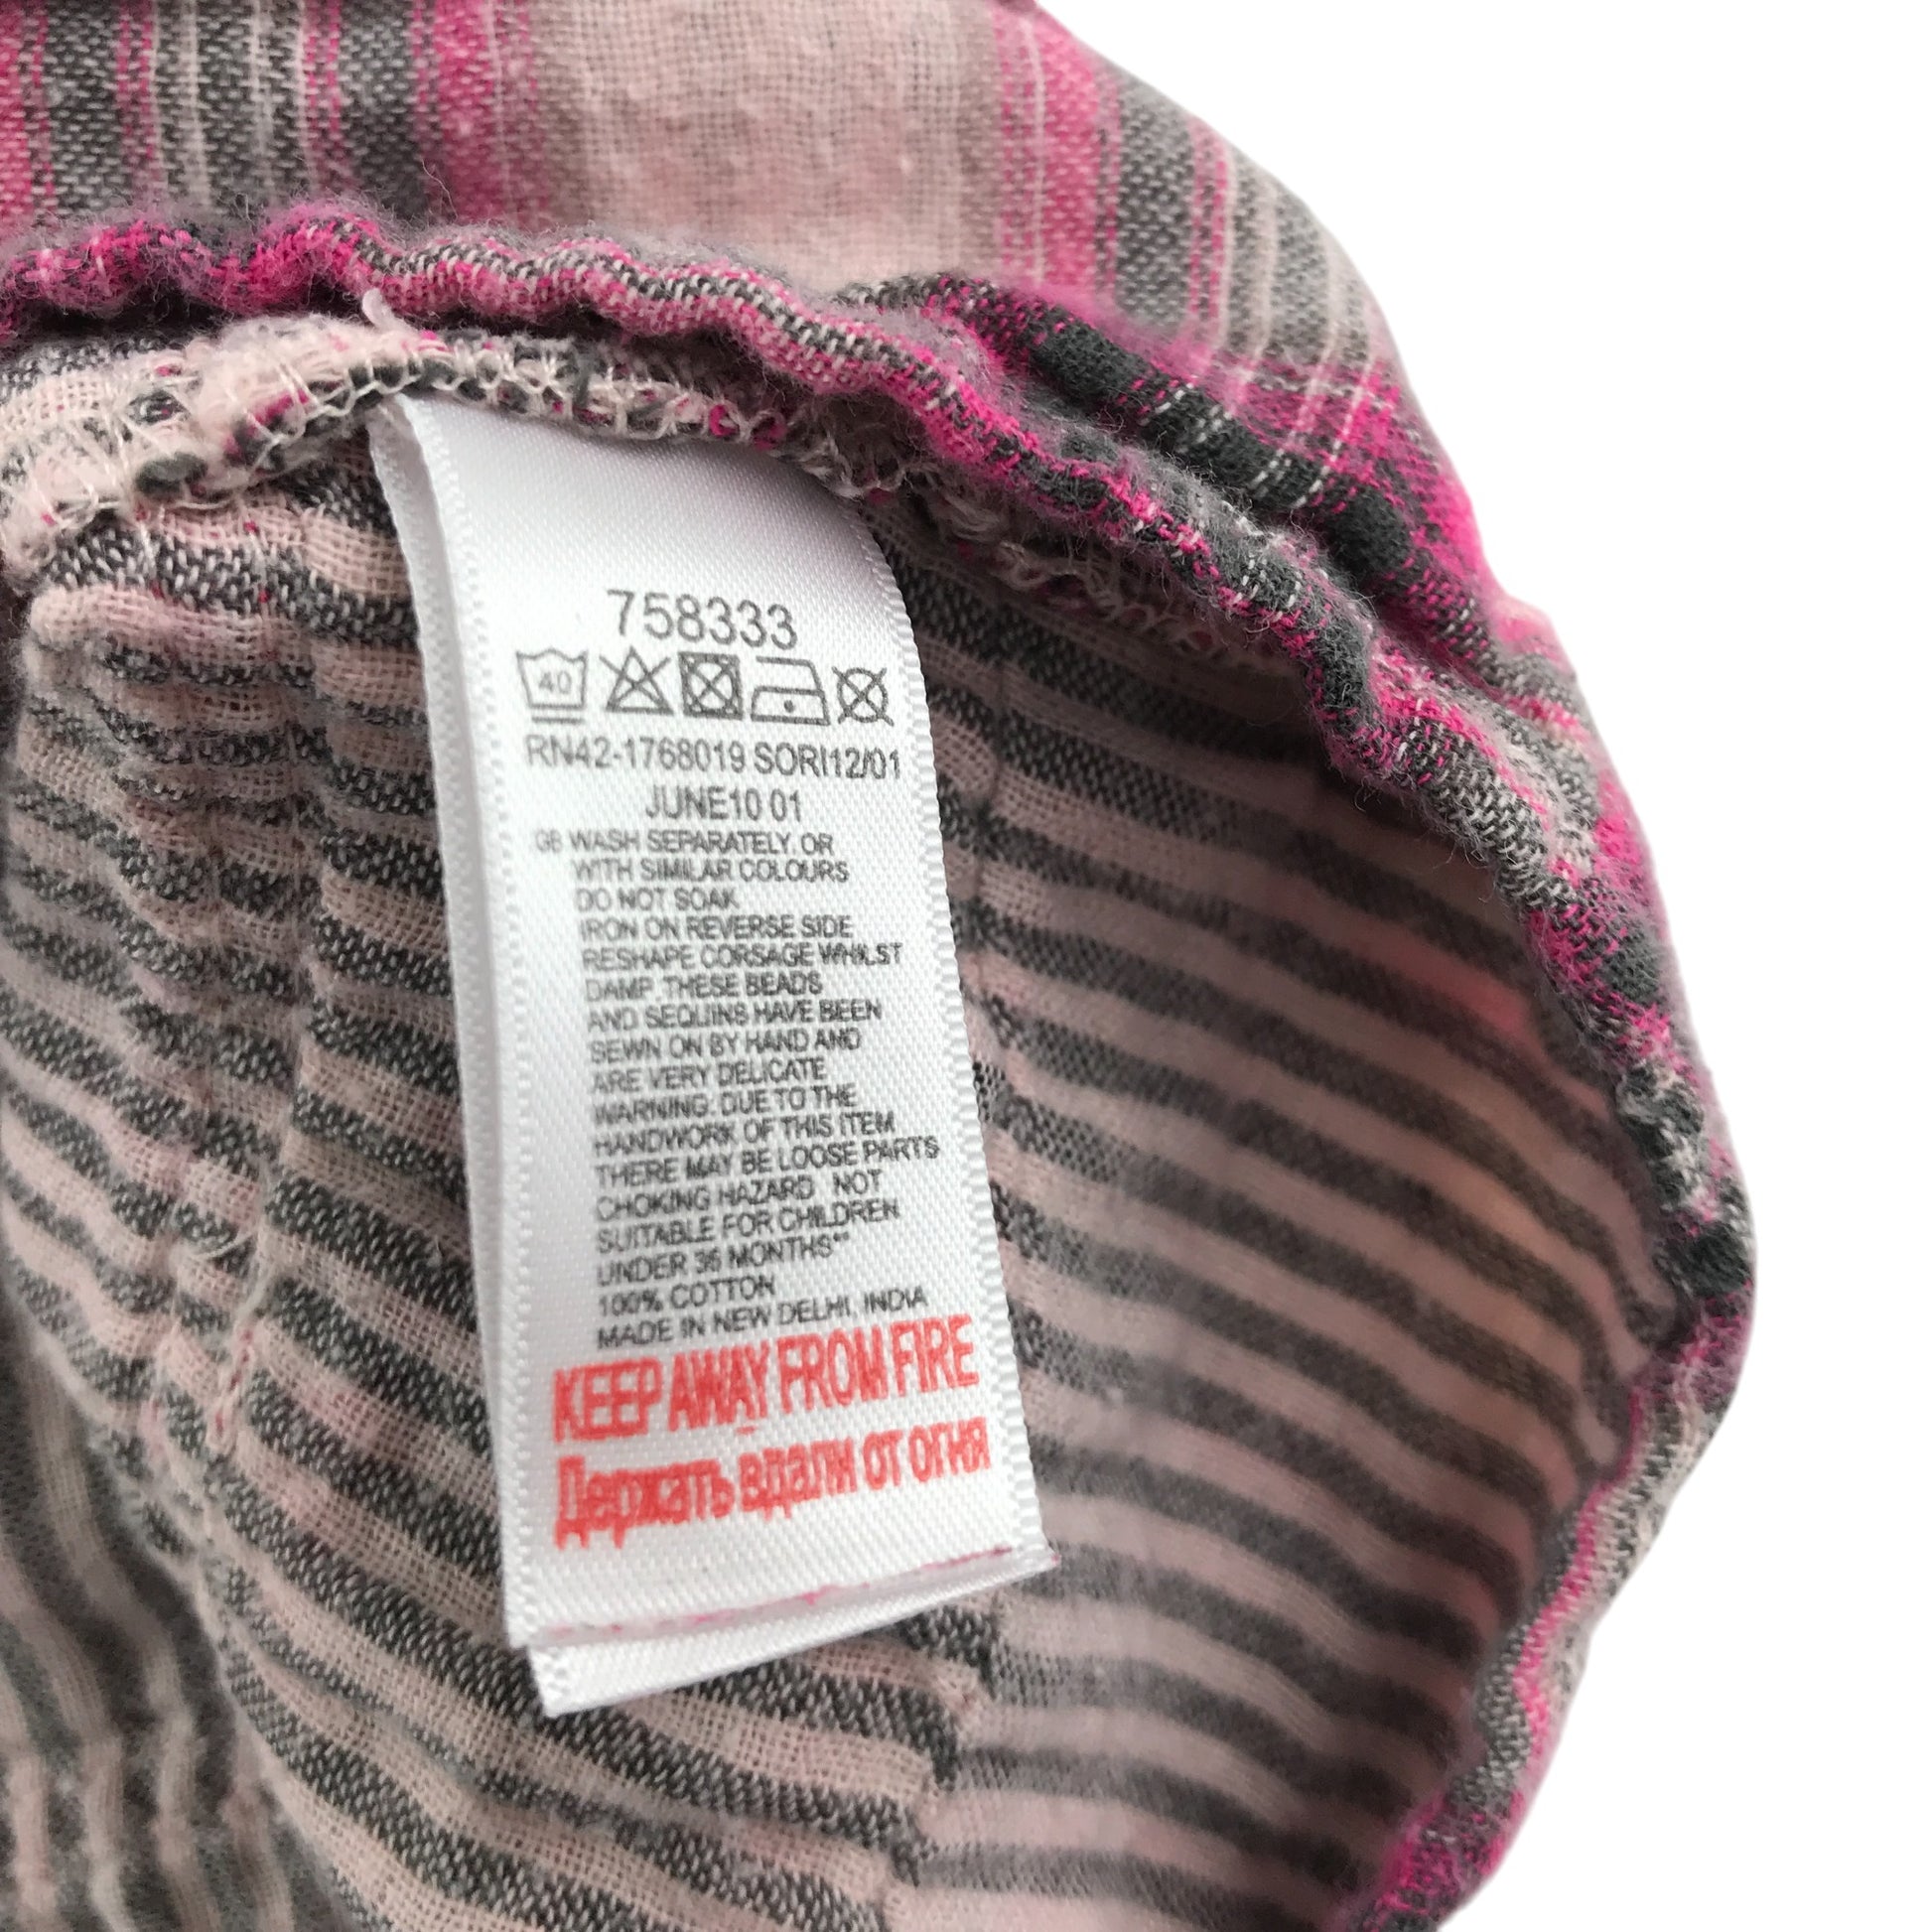 758333
40
RN42-1768019 SORI12/01
JUNE10 01
GB WASH SEPARATELY. OR
WITH SIMILAR COLOURS
DO NOT SOAK
IRON ON REVERSE SIDE
RESHAPE CORSAGE WHILST
DAMP. THESE BEADS
AND SEQUINS HAVE BEEN
SEWN ON BY HAND AND
ARE VERY DELICATE
WARNING. DUE TO THE
HANDWORK OF THIS ITEM
THERE MAY BE LOOSE PARTS
CHOKING HAZARD NOT
SUITABLE FOR CHILDREN
UNDER 36 MONTHS""
100% COTTON
MADE IN NEW DELHI, INDIA
KEEP AWAY FROM FIRE
Держать вдали от огня